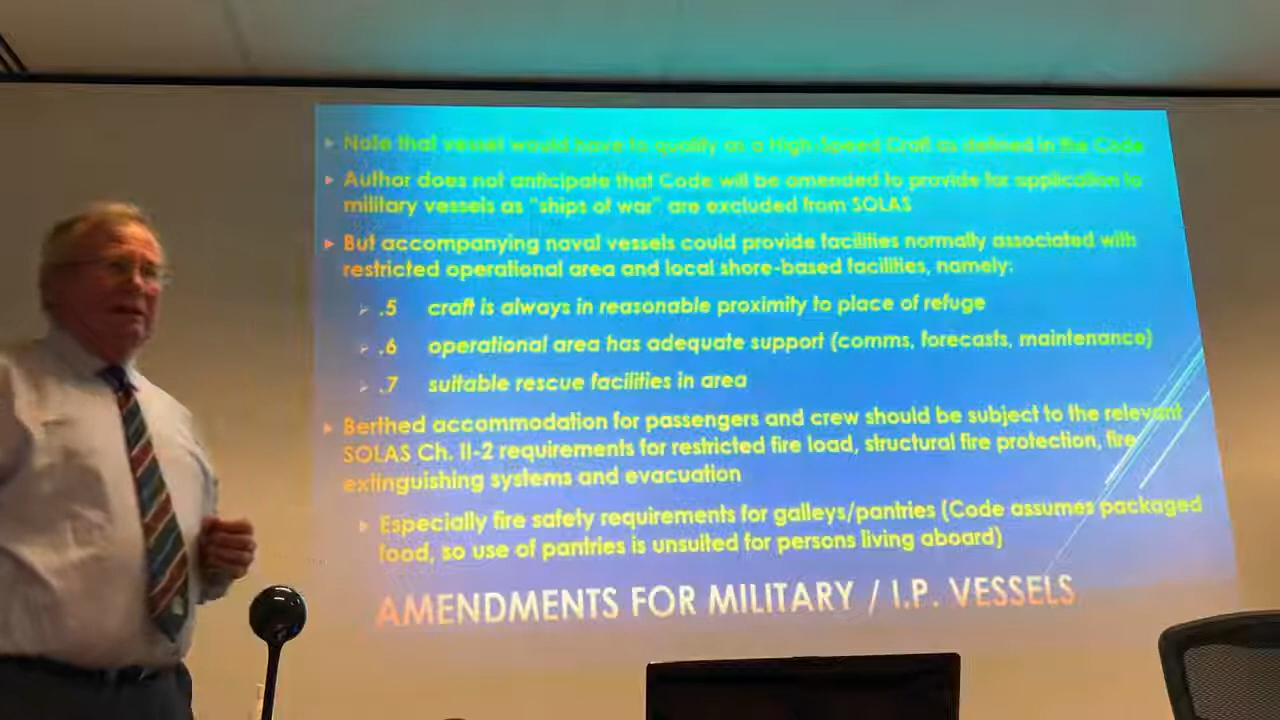 Note that vessel would have to qualify as a High-Speed Craft as defined in the Code
Author does not anticipate that Code will be amended to provide for application to
military vessels as "ships of war" are excluded from SOLAS
But accompanying naval vessels could provide facilities normally associated with
restricted operational area and local shore-based facilities, namely:
.5 craft is always in reasonable proximity to place of refuge
.6 operational area has adequate support (comms, forecasts, maintenance)
.7 suitable rescue facilities in area
Berthed accommodation for passengers and crew should be subject to the relevant
SOLAS Ch. II-2 requirements for restricted fire load, structural fire protection, fire
extinguishing systems and evacuation
Especially fire safety requirements for galleys/pantries (Code assumes packaged
food, so use of pantries is unsuited for persons living aboard)
AMENDMENTS FOR MILITARY / I.P. VESSELS